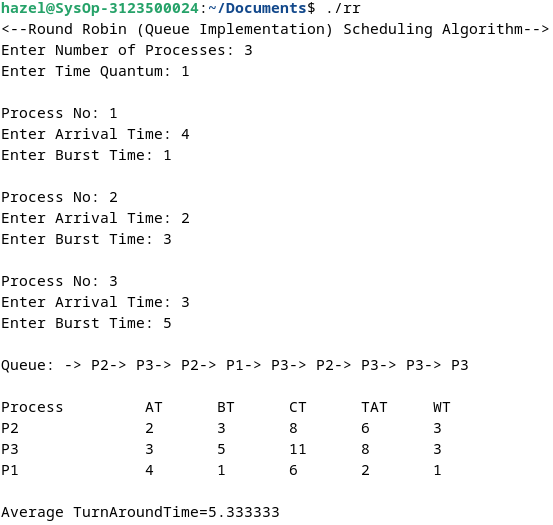 hazel@SysOp-3123500024:~/Documents$ ./rr
<--Round Robin (Queue Implementation) Scheduling Algorithm-->
Enter Number of Processes: 3
Enter Time Quantum: 1
Process No: 1
Enter Arrival Time: 4
Enter Burst Time: 1
Process No: 2
Enter Arrival Time: 2
Enter Burst Time: 3
Process No: 3
Enter Arrival Time: 3
Enter Burst Time: 5
Queue: -> P2-> P3-> P2-> P1-> P3-> P2-> P3-> P3-> P3
Process AT BT CT TAT WT
P2 2 3 8 6 3
P3 3 5 11 8 3
P1 4 1 6 2 1
Average TurnAroundTime=5.333333